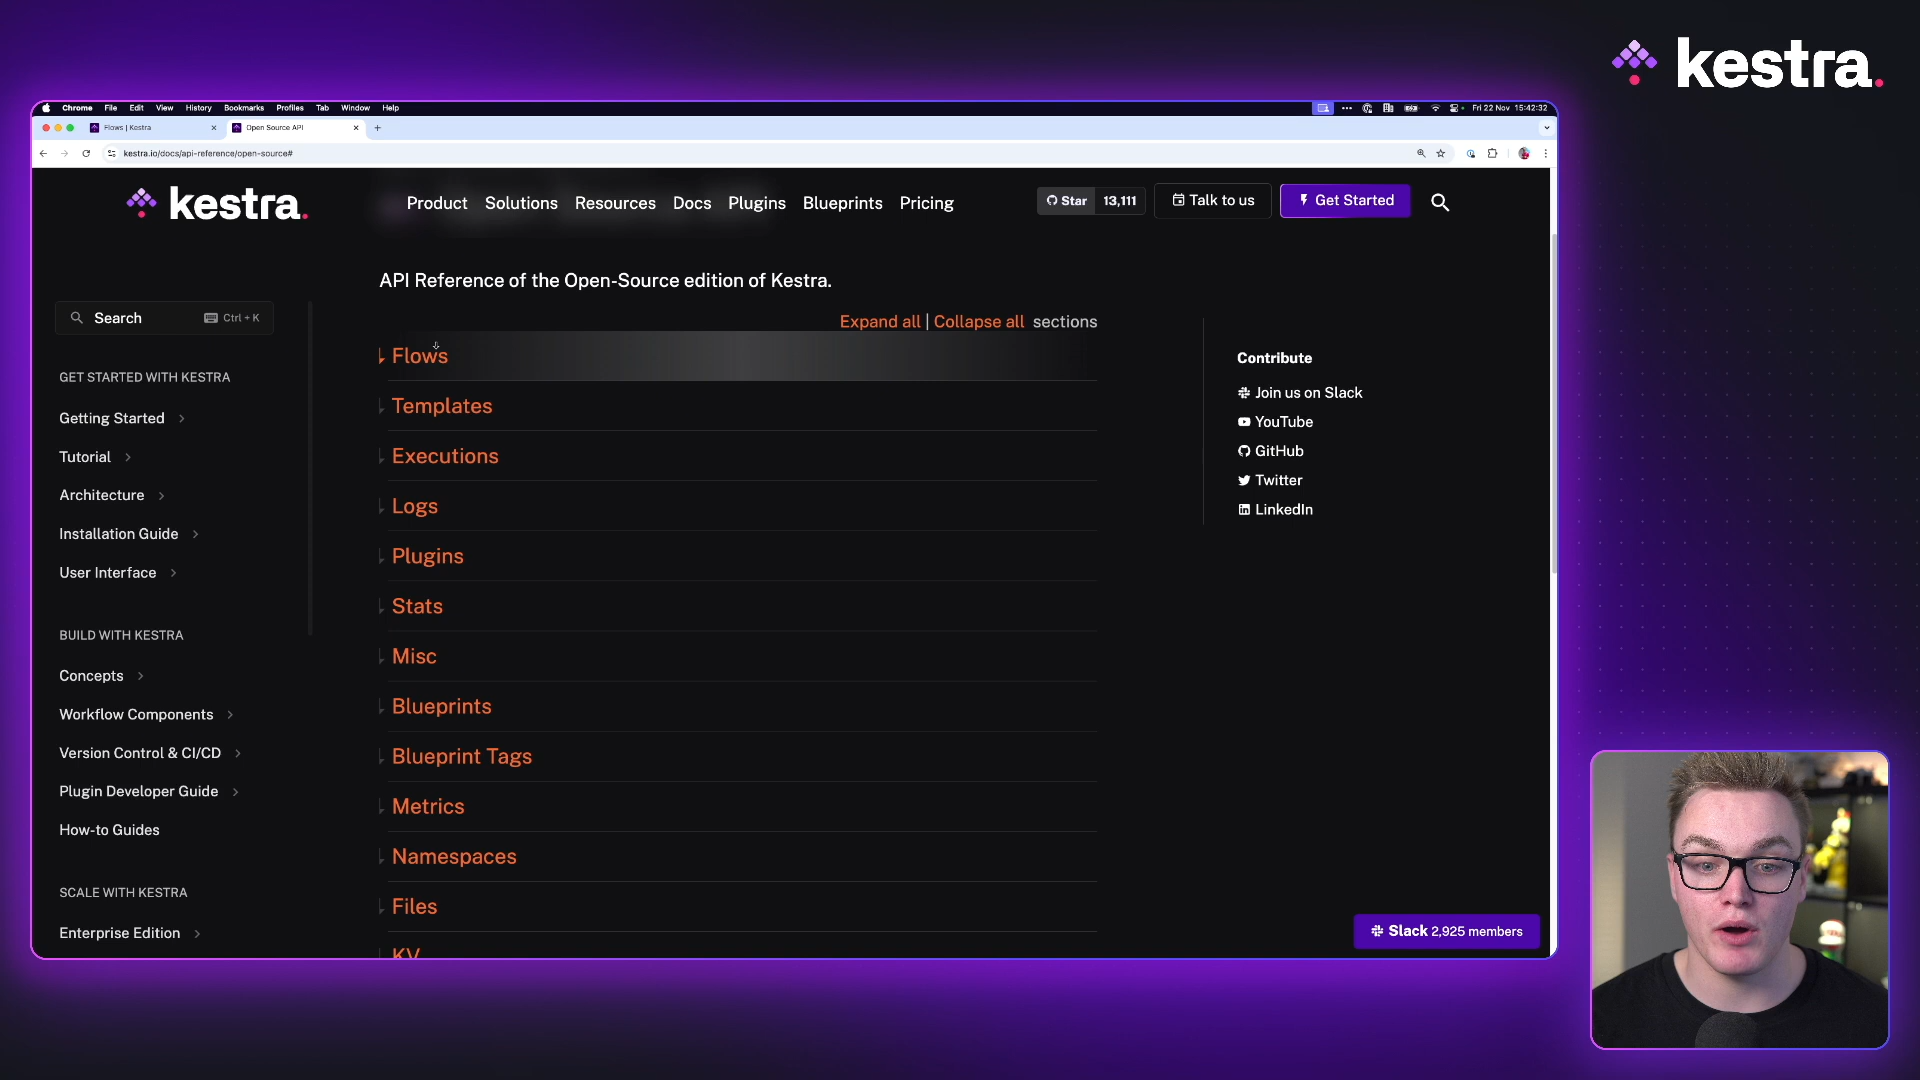 kestra.
Chrome File Edit View History Bookmarks Profiles Tab Window Help
Fri 22 Nov 15:42:32
Flows | Kestra
Open Source API
kestra.io/docs/api-reference/open-source#
kestra.
Product Solutions Resources Docs Plugins Blueprints Pricing
Star 13,111
Talk to us
Get Started
API Reference of the Open-Source edition of Kestra.
Expand all | Collapse all sections
Search Ctrl + K
GET STARTED WITH KESTRA
Getting Started
Tutorial
Architecture
Installation Guide
User Interface
BUILD WITH KESTRA
Concepts
Workflow Components
Version Control & CI/CD
Plugin Developer Guide
How-to Guides
SCALE WITH KESTRA
Enterprise Edition
Flows
Templates
Executions
Logs
Plugins
Stats
Misc
Blueprints
Blueprint Tags
Metrics
Namespaces
Files
KV
Contribute
Join us on Slack
YouTube
GitHub
Twitter
LinkedIn
Slack 2,925 members